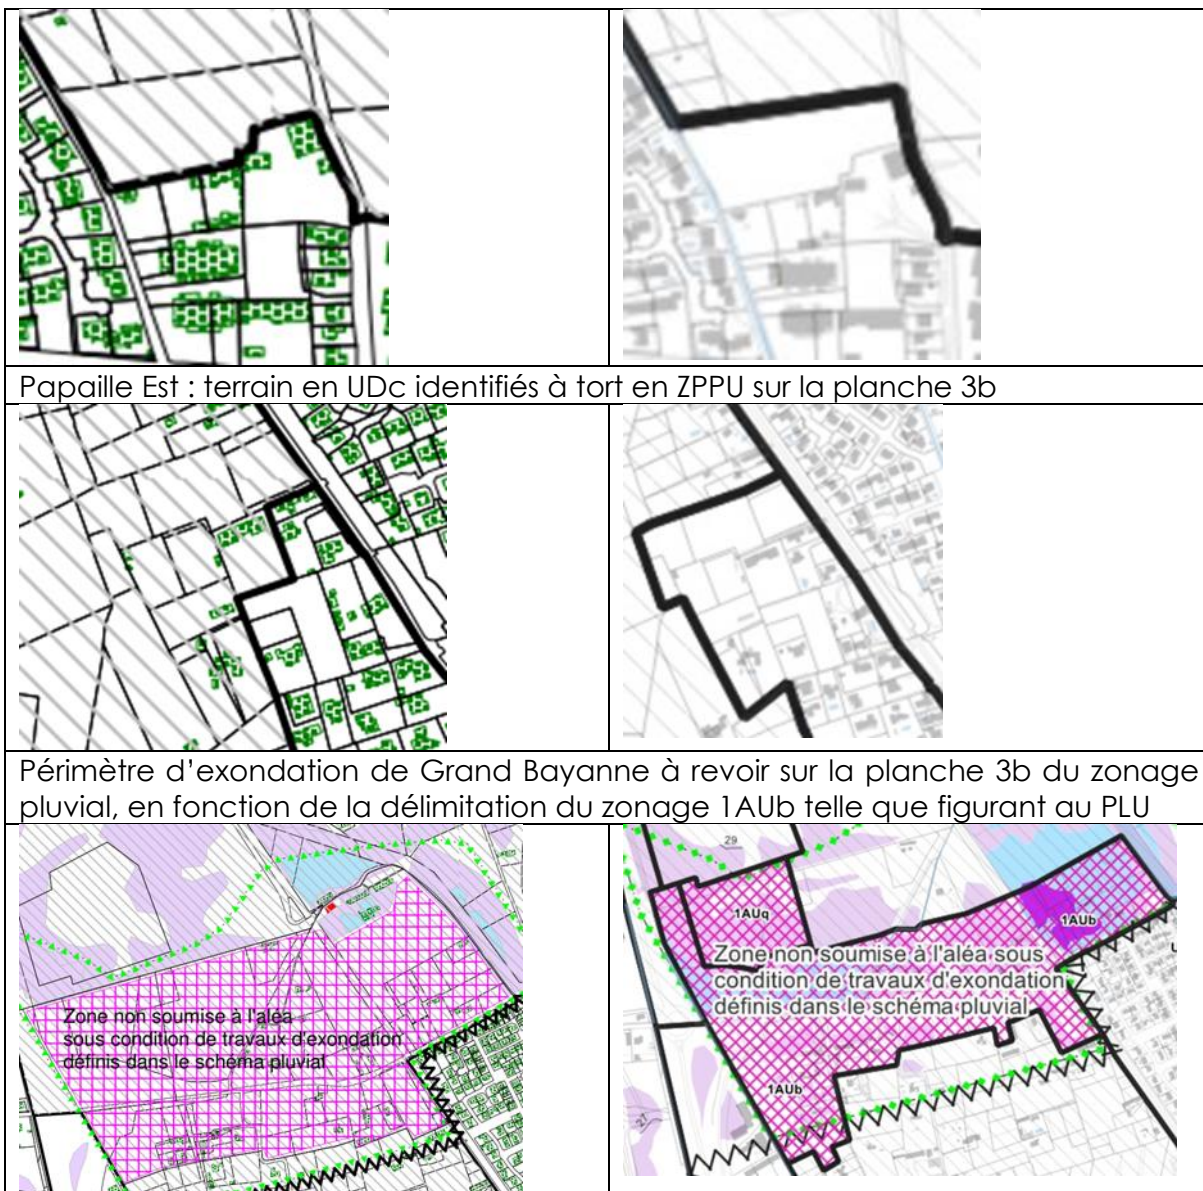 Papaille Est : terrain en UDc identifiés à tort en ZPPU sur la planche 3b
Périmètre d'exondation de Grand Bayanne à revoir sur la planche 3b du zonage
pluvial, en fonction de la délimitation du zonage 1AUb telle que figurant au PLU
Zone non soumise à l'aléa
sous condition de travaux d'exondation
définis dans le schéma pluvial
29
1AUq
1AUb
Zone non soumise à l'aléa sous
condition de travaux d'exondation
définis dans le schéma pluvial
1AUb
27